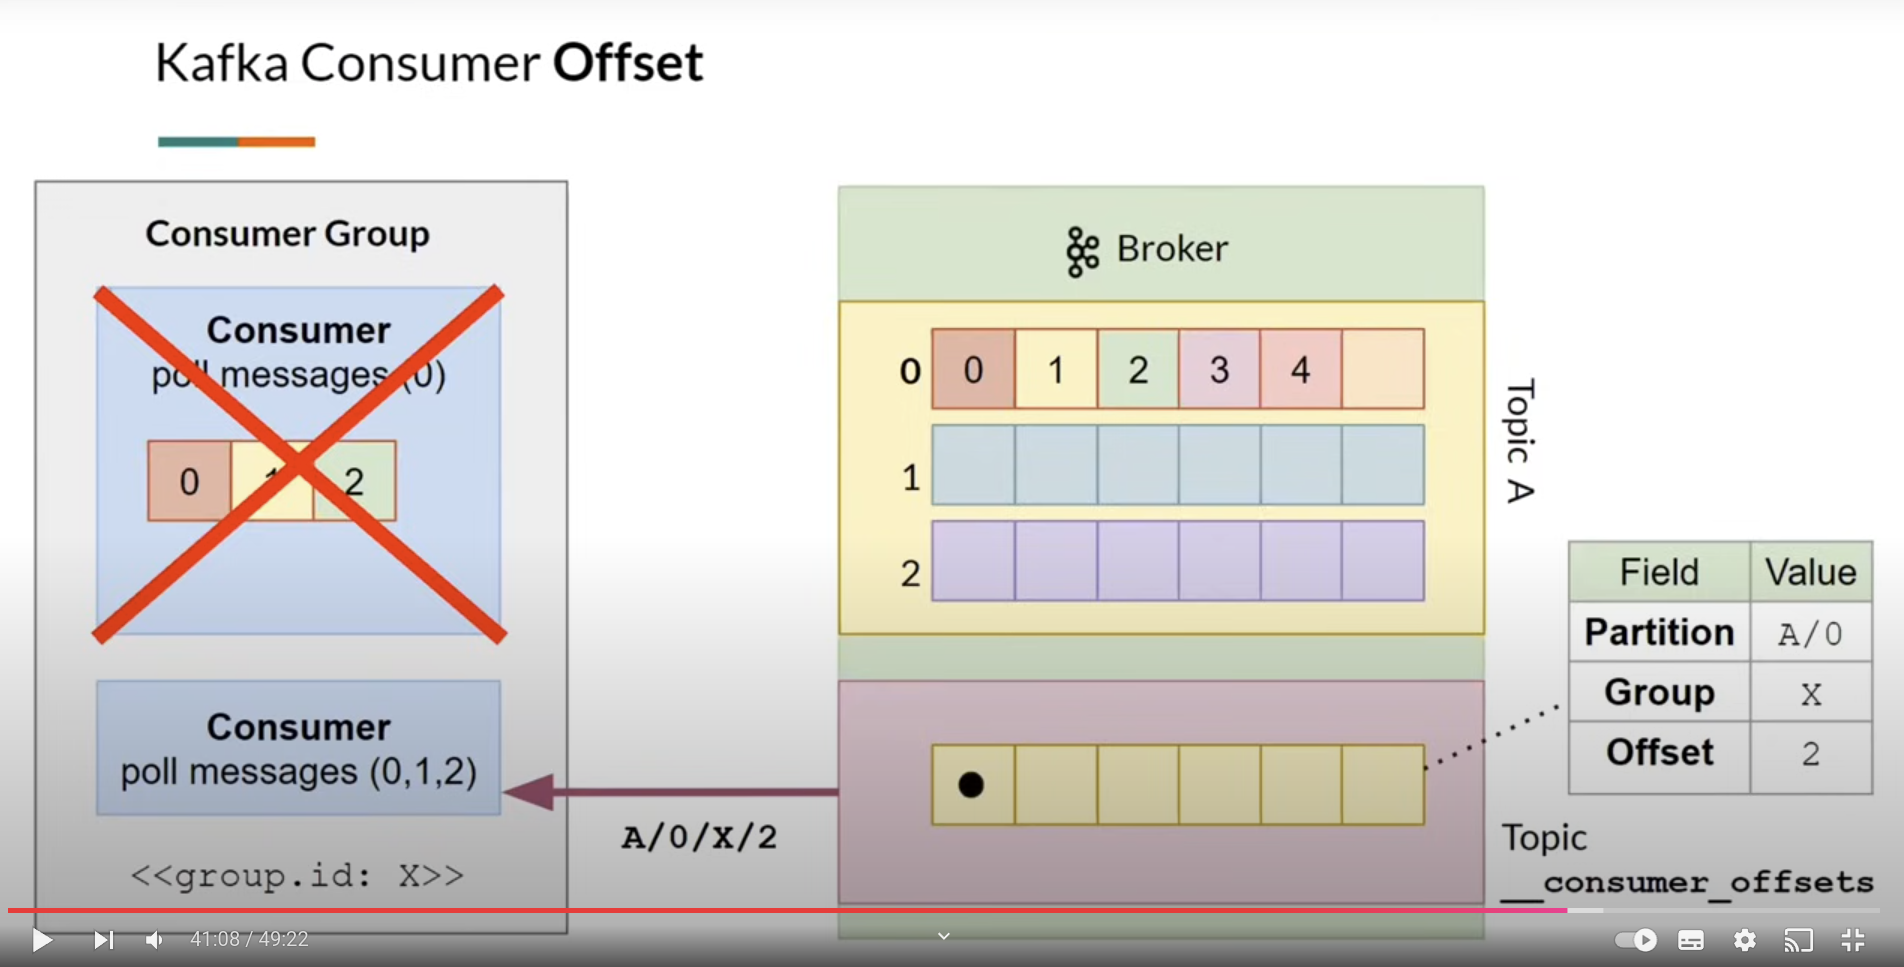 Kafka Consumer Offset
Consumer Group
Consumer
poll messages (0)
0 1 2
Consumer
poll messages (0,1,2)
<<group.id: X>>
A/0/X/2
Broker
0 0 1 2 3 4
1
2
Topic A
Field Value
Partition A/0
Group X
Offset 2
Topic
__consumer_offsets
41:08 / 49:22